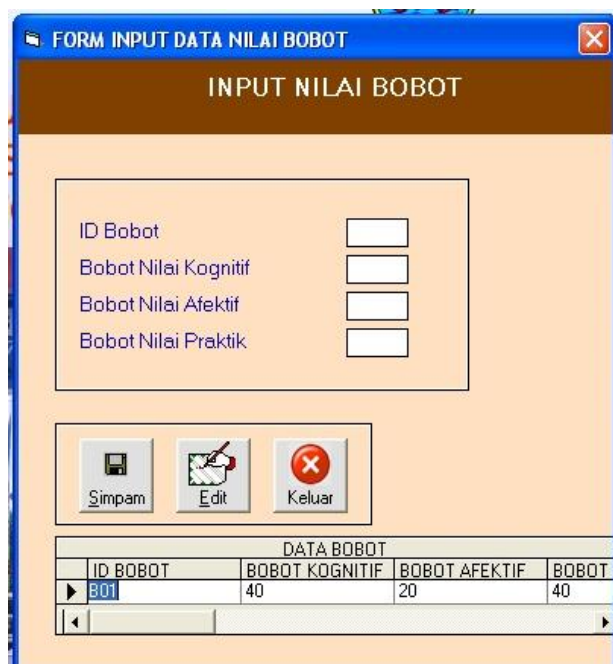 FORM INPUT DATA NILAI BOBOT
INPUT NILAI BOBOT
ID Bobot
Bobot Nilai Kognitif
Bobot Nilai Afektif
Bobot Nilai Praktik
Simpam Edit Keluar
DATA BOBOT
ID BOBOT BOBOT KOGNITIF BOBOT AFEKTIF BOBOT
B01 40 20 40